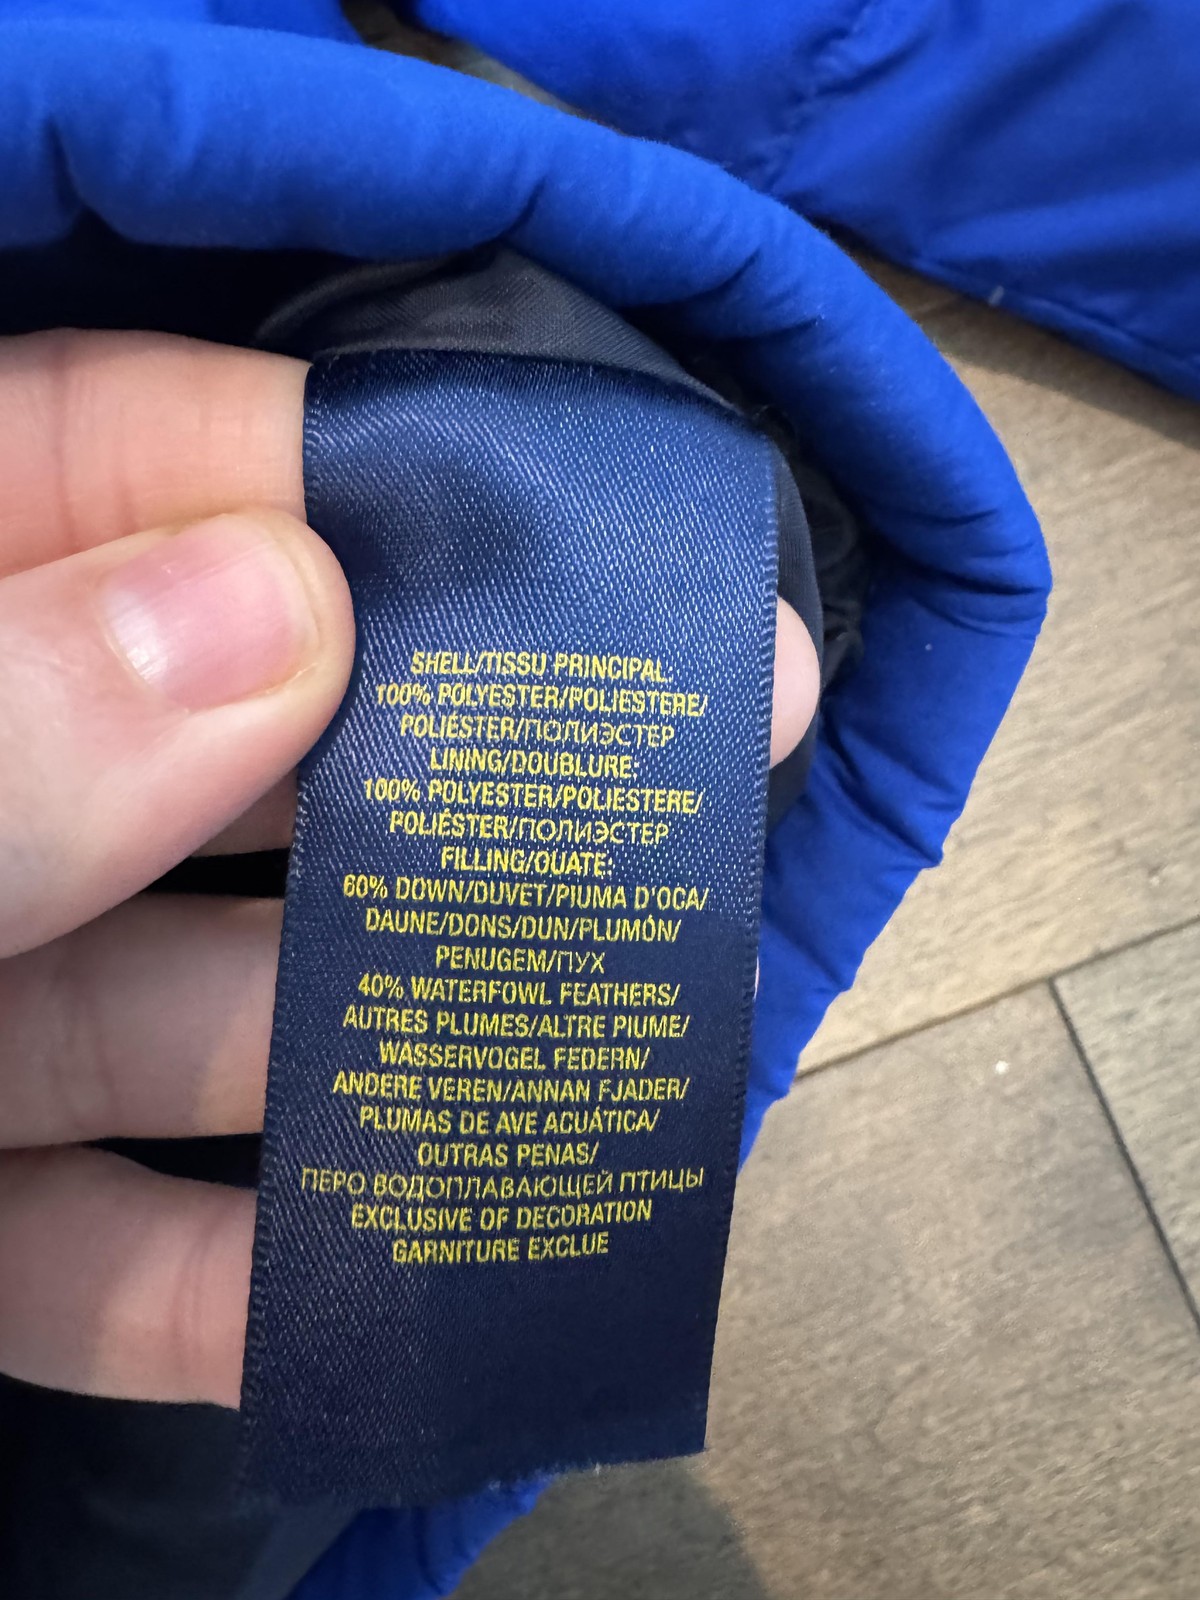 SHELL/TISSU PRINCIPAL
100% POLYESTER/POLIESTERE/
POLIÉSTER/ПОЛИЭСТЕР
LINING/DOUBLURE:
100% POLYESTER/POLIESTERE/
POLIÉSTER/ПОЛИЭСТЕР
FILLING/OUATE:
60% DOWN/DUVET/PIUMA D'OCA/
DAUNE/DONS/DUN/PLUMÓN/
PENUGEM/ПУХ
40% WATERFOWL FEATHERS/
AUTRES PLUMES/ALTRE PIUME/
WASSERVOGEL FEDERN/
ANDERE VEREN/ANNAN FJADER/
PLUMAS DE AVE ACUÁTICA/
OUTRAS PENAS/
ПЕРО ВОДОПЛАВАЮЩЕЙ ПТИЦЫ
EXCLUSIVE OF DECORATION
GARNITURE EXCLUE